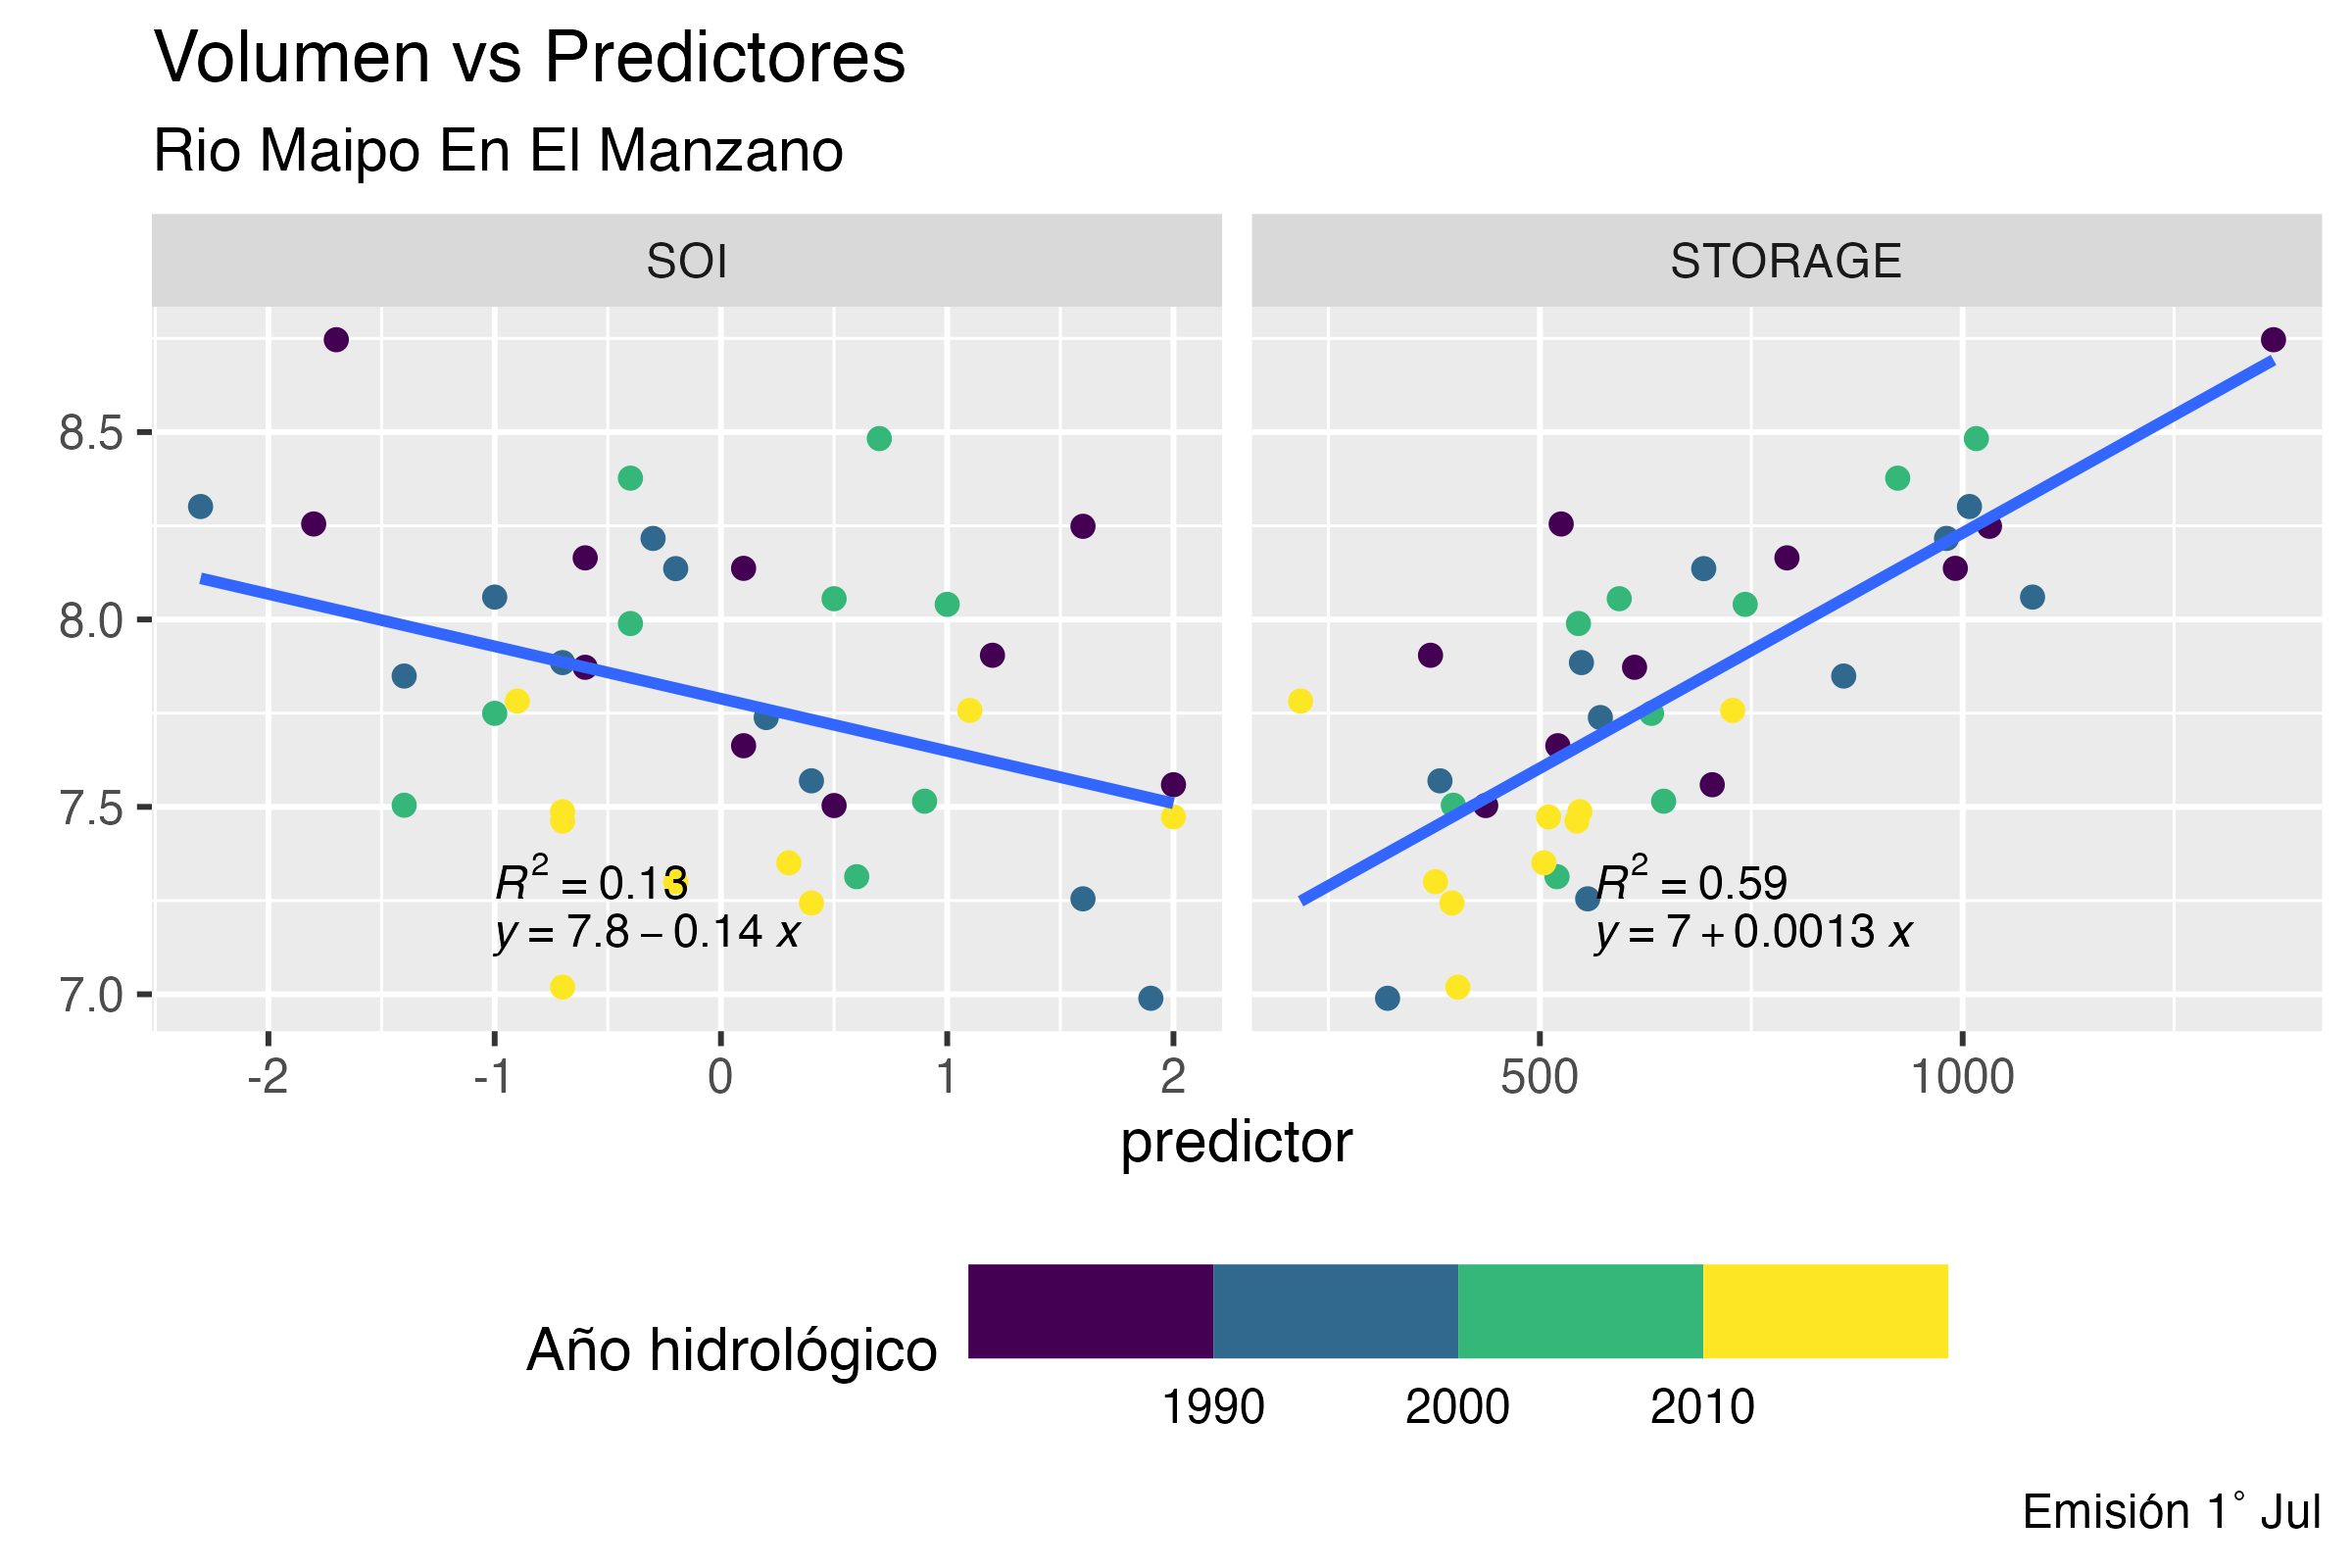 Volumen vs Predictores
Rio Maipo En El Manzano
SOI
STORAGE
8.5
8.0
7.5
7.0
R² = 0.13
y = 7.8 − 0.14 x
R² = 0.59
y = 7 + 0.0013 x
-2 -1 0 1 2
500 1000
predictor
Año hidrológico
1990 2000 2010
Emisión 1° Jul